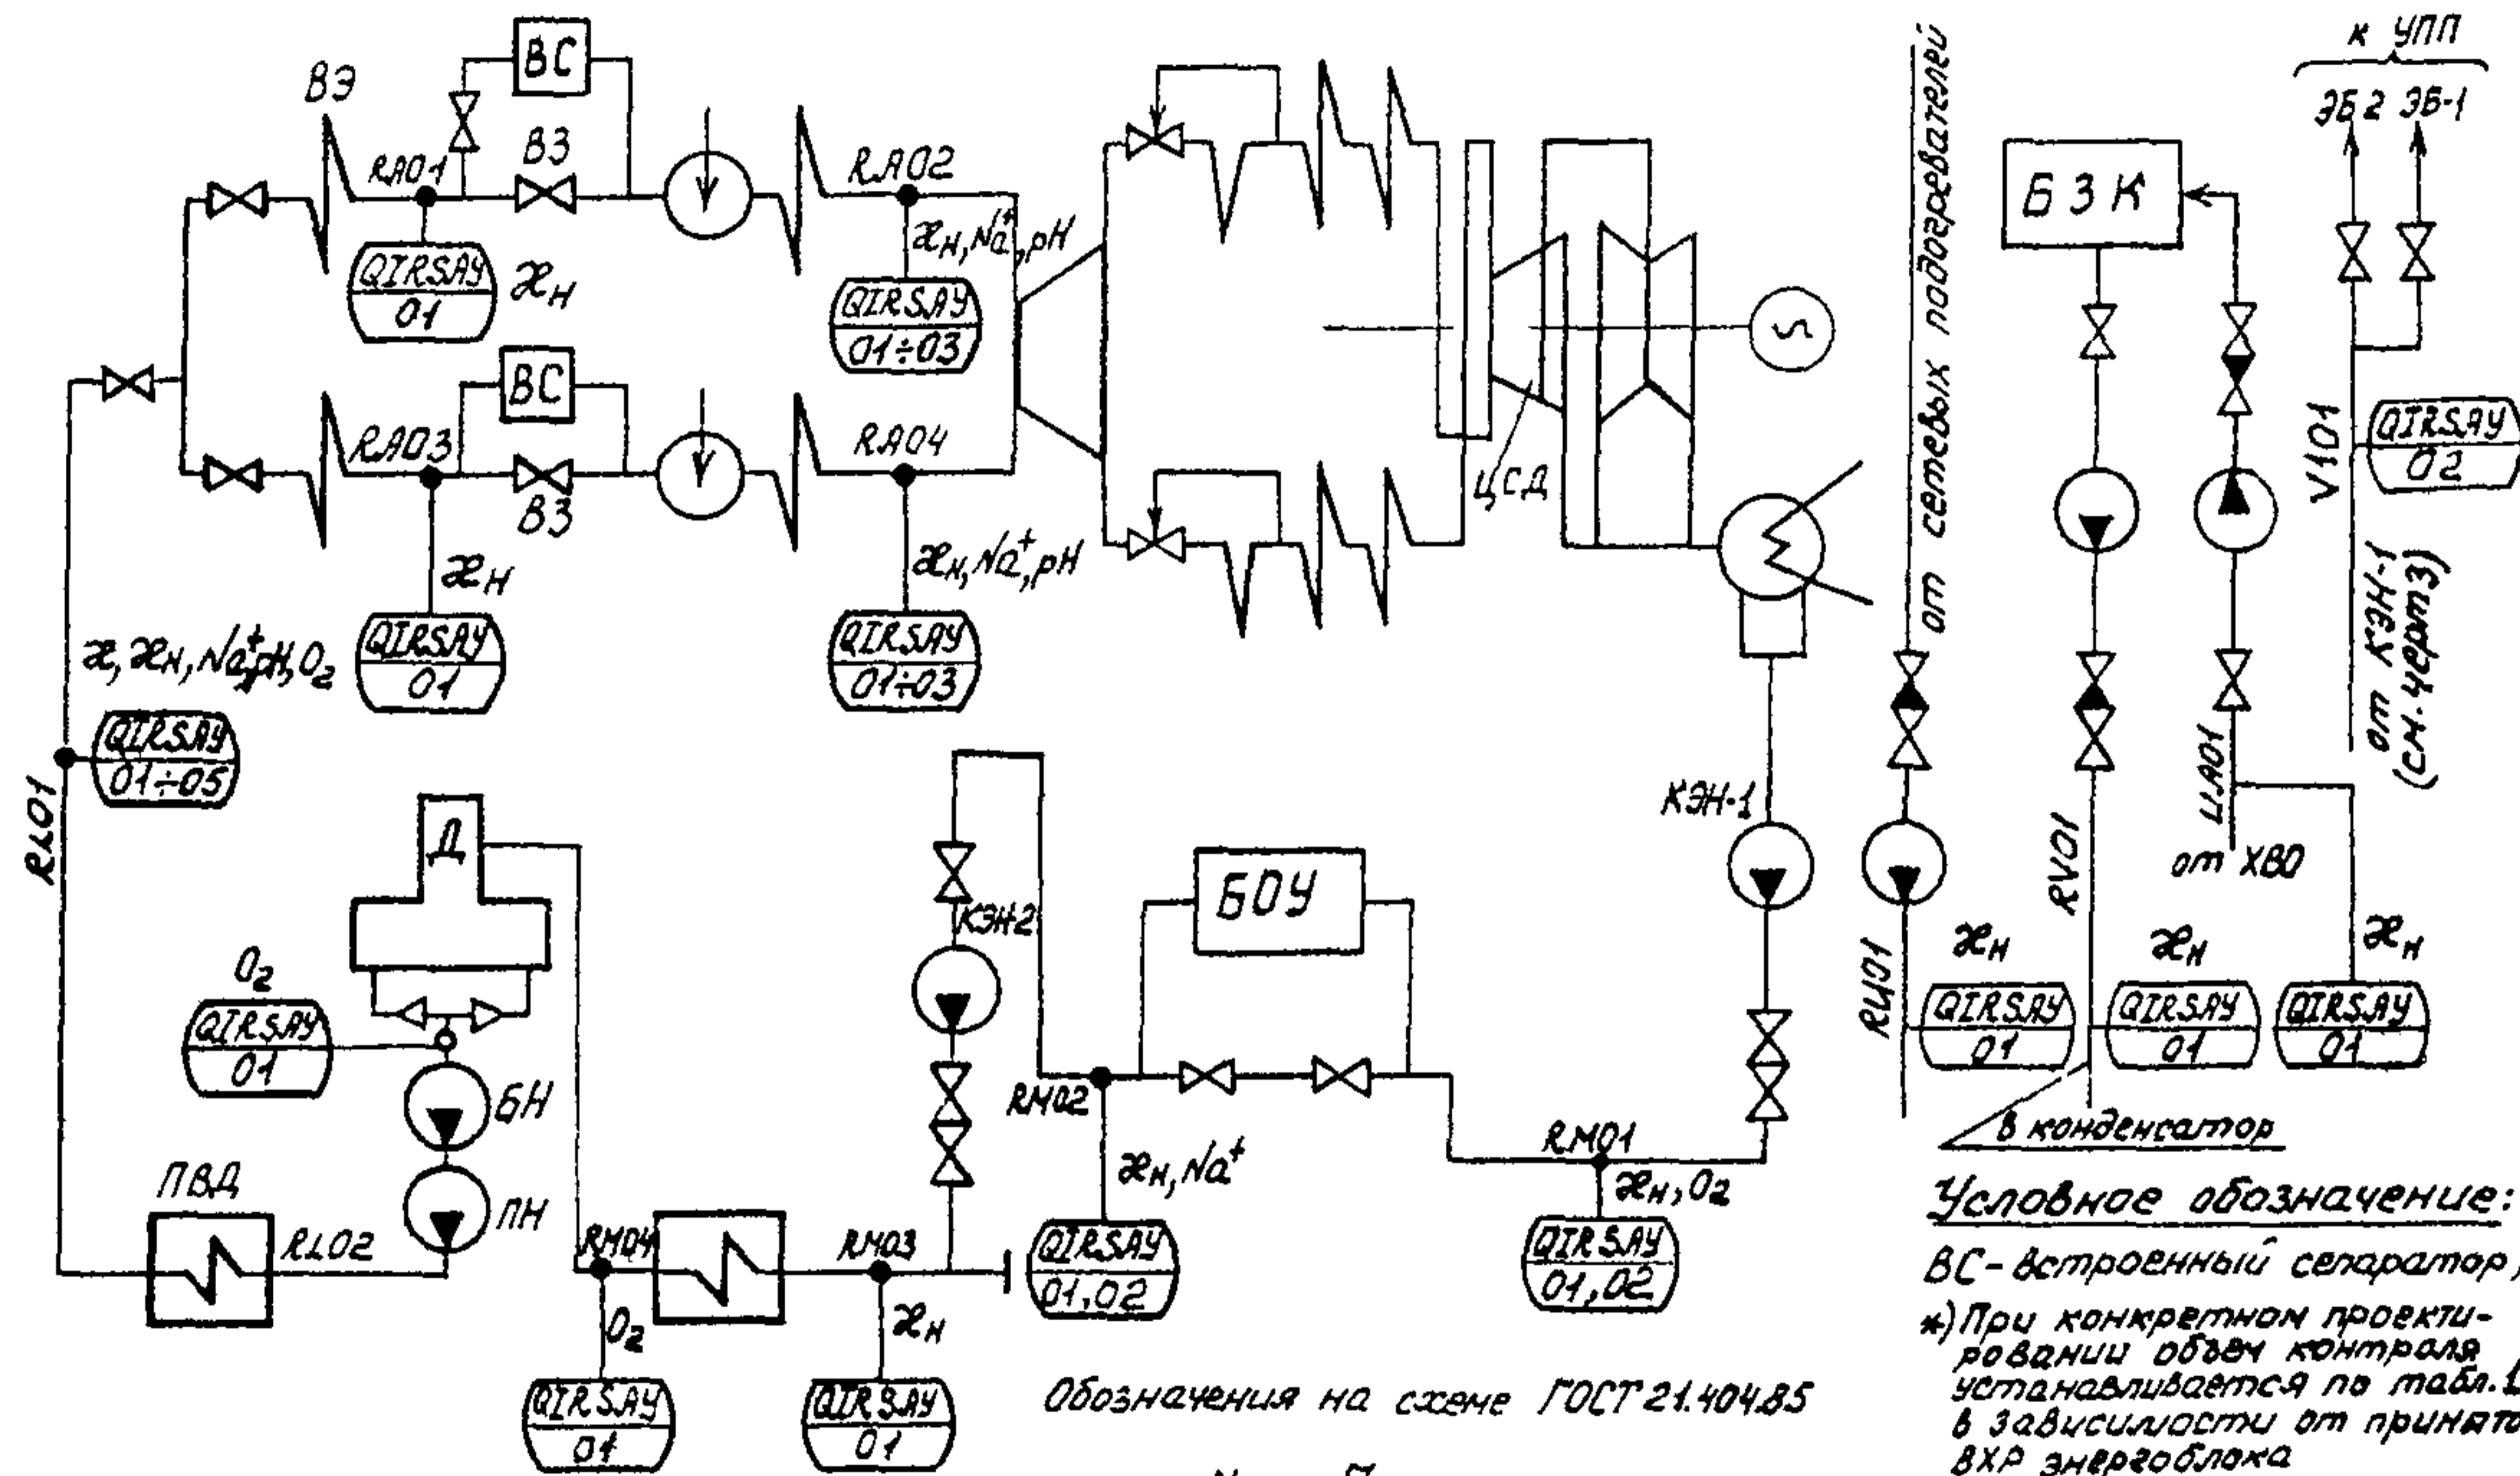 к УПП
ЭБ-2 ЭБ-1
ВС
ВЭ
ВЗ
RA01
RA02
БЗК
от сетевых подогревателей
QIRSAY
01
æн
æн, Na⁺, pH
QIRSAY
01÷03
ВС
RA03
ВЗ
RA04
ЦСД
V101
QIRSAY
02
æн
QIRSAY
01
æн, Na⁺, pH
QIRSAY
01÷03
от КЭН-1
(см. черт 3)
æ, æн, Na⁺, pH, O₂
QIRSAY
01÷05
RL01
Д
КЭН-1
UA01
от ХВО
БОУ
КЭН2
RU01
RV01
æн
æн
æн
O₂
QIRSAY
01
QIRSAY
01
QIRSAY
01
QIRSAY
01
БН
ПН
RM02
æн, Na⁺
RM01
æн, O₂
в конденсатор
ПВД
RL02
RM04
RM03
QIRSAY
01,02
QIRSAY
01,02
O₂
æн
QIRSAY
01
QIRSAY
01
Условное обозначение:
ВС-встроенный сепаратор,
*) При конкретном проекти-
ровании объем контроля
устанавливается по табл.
в зависимости от
ВХР энергоблока
Обозначения на схеме ГОСТ 21.404.85